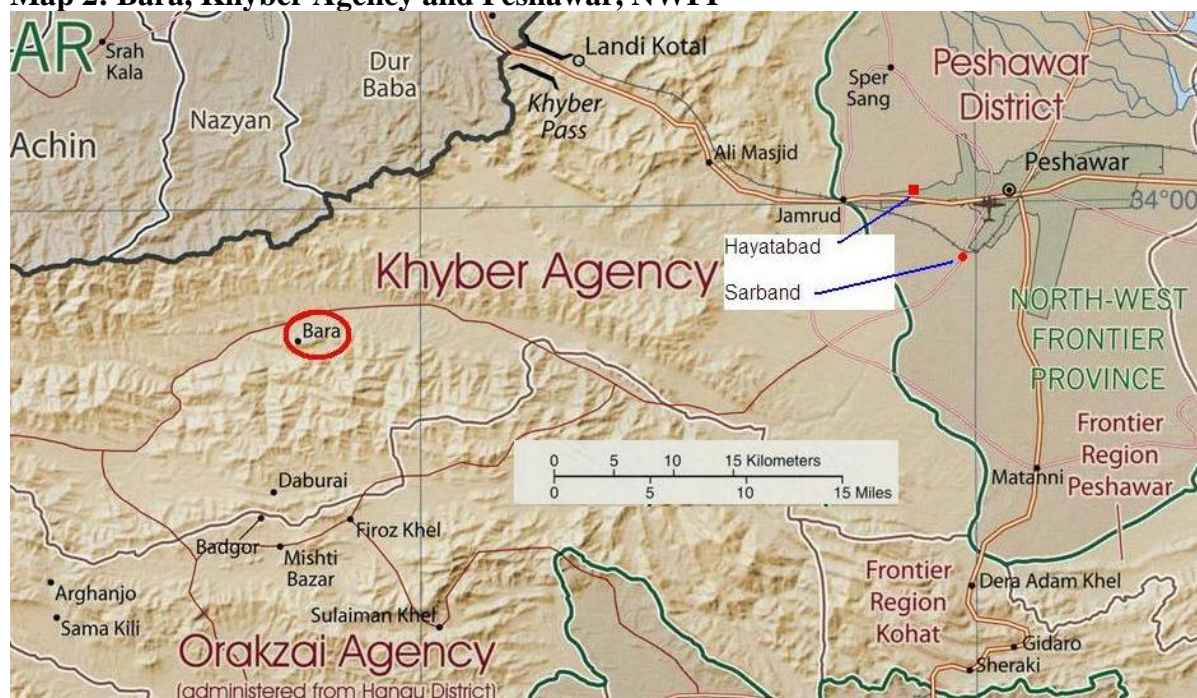 Map 2: Bara, Khyber Agency and Peshawar, NWFP
AR
Srah
Kala
Dur
Baba
Landi Kotal
Khyber
Pass
Sper
Sang
Peshawar
District
Nazyan
Achin
Ali Masjid
Peshawar
Jamrud
34°00
Hayatabad
Khyber Agency
Sarband
NORTH-WEST
FRONTIER
PROVINCE
Bara
Frontier
Region
Peshawar
0 5 10 15 Kilometers
0 5 10 15 Miles
Matanni
Daburai
Badgor
Firoz Khel
Mishti
Bazar
Arghanjo
Sama Kili
Sulaiman Khel
Frontier
Region
Kohat
Dera Adam Khel
Gidaro
Sheraki
Orakzai Agency
(administered from Hangu District)